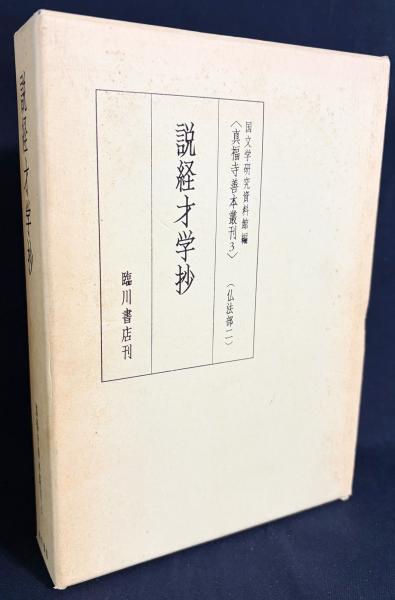 国文学研究資料館編
〈真福寺善本叢刊3〉
(仏法部二)
説経才学抄
臨川書店刊
説経才学抄